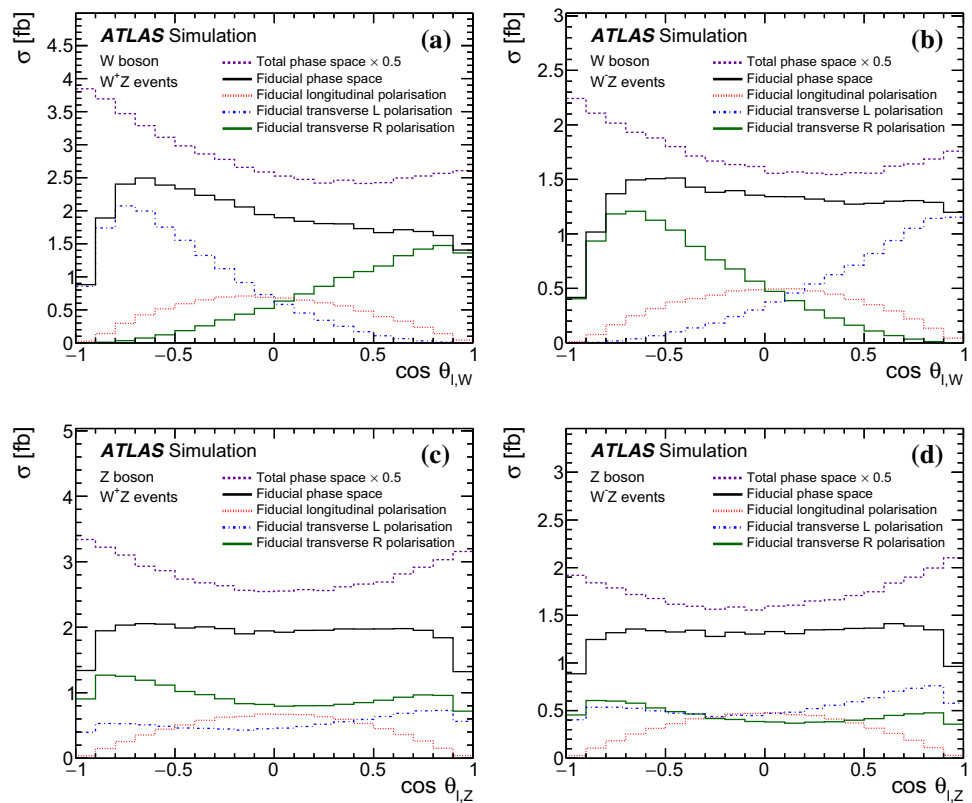 σ [fb]
ATLAS Simulation
(a)
W boson
W⁺Z events
Total phase space × 0.5
Fiducial phase space
Fiducial longitudinal polarisation
Fiducial transverse L polarisation
Fiducial transverse R polarisation
4.5
4
3.5
3
2.5
2
1.5
1
0.5
0
−1 −0.5 0 0.5 1
cos θl,W
σ [fb]
3
ATLAS Simulation
(b)
W boson
W⁻Z events
Total phase space × 0.5
Fiducial phase space
Fiducial longitudinal polarisation
Fiducial transverse L polarisation
Fiducial transverse R polarisation
2.5
2
1.5
1
0.5
0
−1 −0.5 0 0.5 1
cos θl,W
σ [fb]
5
ATLAS Simulation
(c)
Z boson
W⁺Z events
Total phase space × 0.5
Fiducial phase space
Fiducial longitudinal polarisation
Fiducial transverse L polarisation
Fiducial transverse R polarisation
4
3
2
1
0
−1 −0.5 0 0.5 1
cos θl,Z
σ [fb]
ATLAS Simulation
(d)
Z boson
W⁻Z events
Total phase space × 0.5
Fiducial phase space
Fiducial longitudinal polarisation
Fiducial transverse L polarisation
Fiducial transverse R polarisation
3
2.5
2
1.5
1
0.5
0
−1 −0.5 0 0.5 1
cos θl,Z